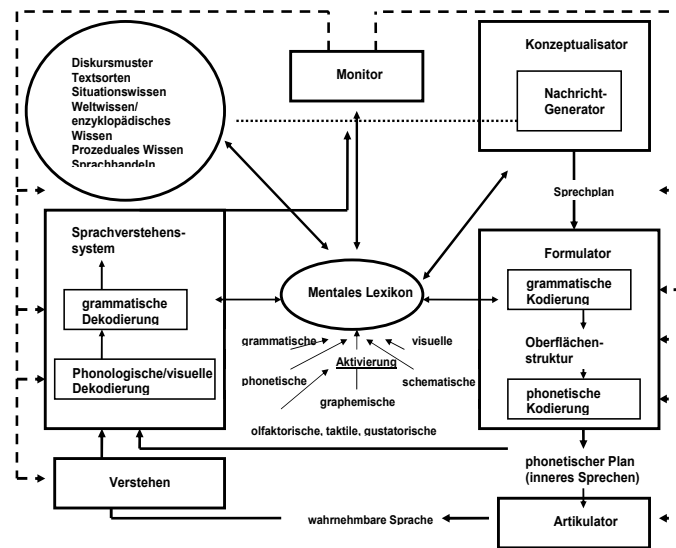 Diskursmuster
Textsorten
Situationswissen
Weltwissen/
enzyklopädisches
Wissen
Prozeduales Wissen
Sprachhandeln
Monitor
Konzeptualisator
Nachricht-
Generator
Sprechplan
Sprachverstehens-
system
grammatische
Dekodierung
Phonologische/visuelle
Dekodierung
Mentales Lexikon
grammatische
visuelle
Aktivierung
phonetische
schematische
graphemische
olfaktorische, taktile, gustatorische
Formulator
grammatische
Kodierung
Oberflächen-
struktur
phonetische
Kodierung
phonetischer Plan
(inneres Sprechen)
Verstehen
wahrnehmbare Sprache
Artikulator